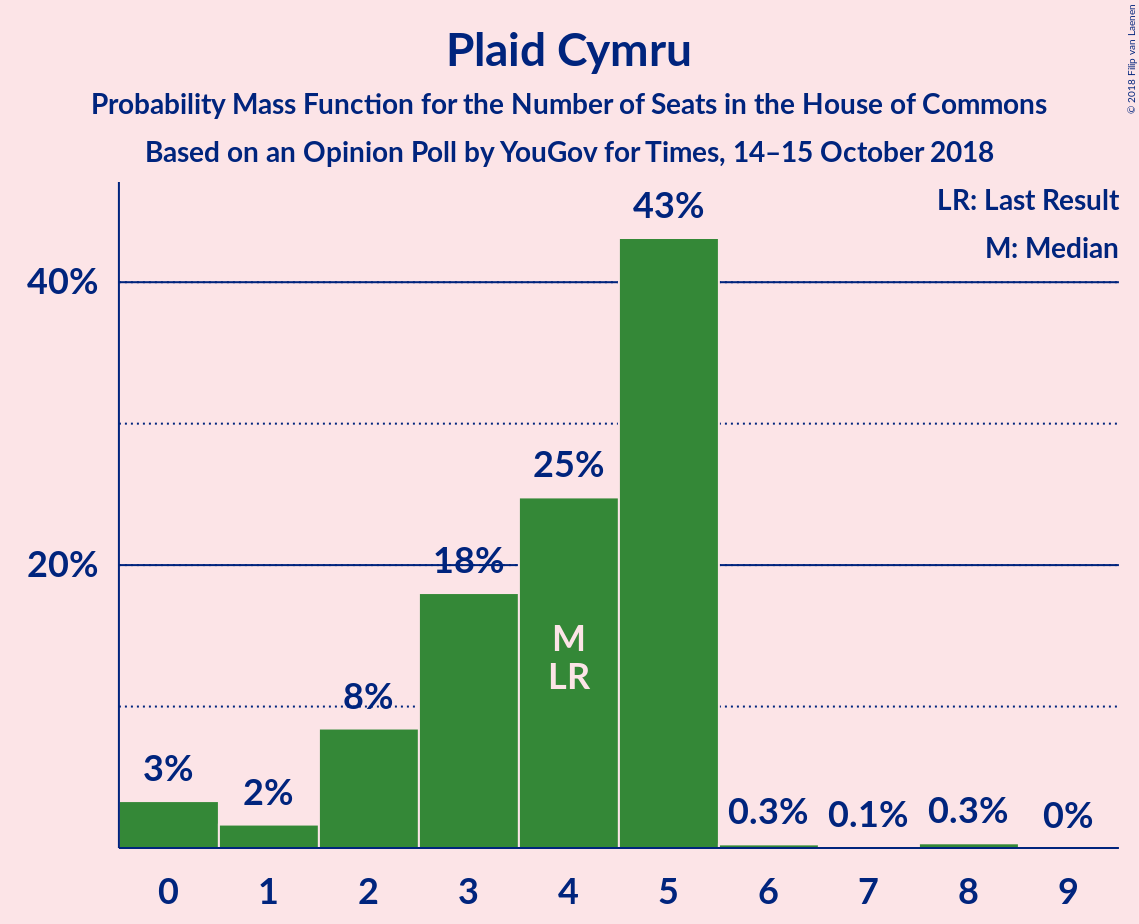 Plaid Cymru
Probability Mass Function for the Number of Seats in the House of Commons
Based on an Opinion Poll by YouGov for Times, 14–15 October 2018
© 2018 Filip van Laenen
LR: Last Result
M: Median
43%
40%
25%
20%
18%
M
LR
8%
3%
2%
0.3%
0.1%
0.3%
0%
0 1 2 3 4 5 6 7 8 9